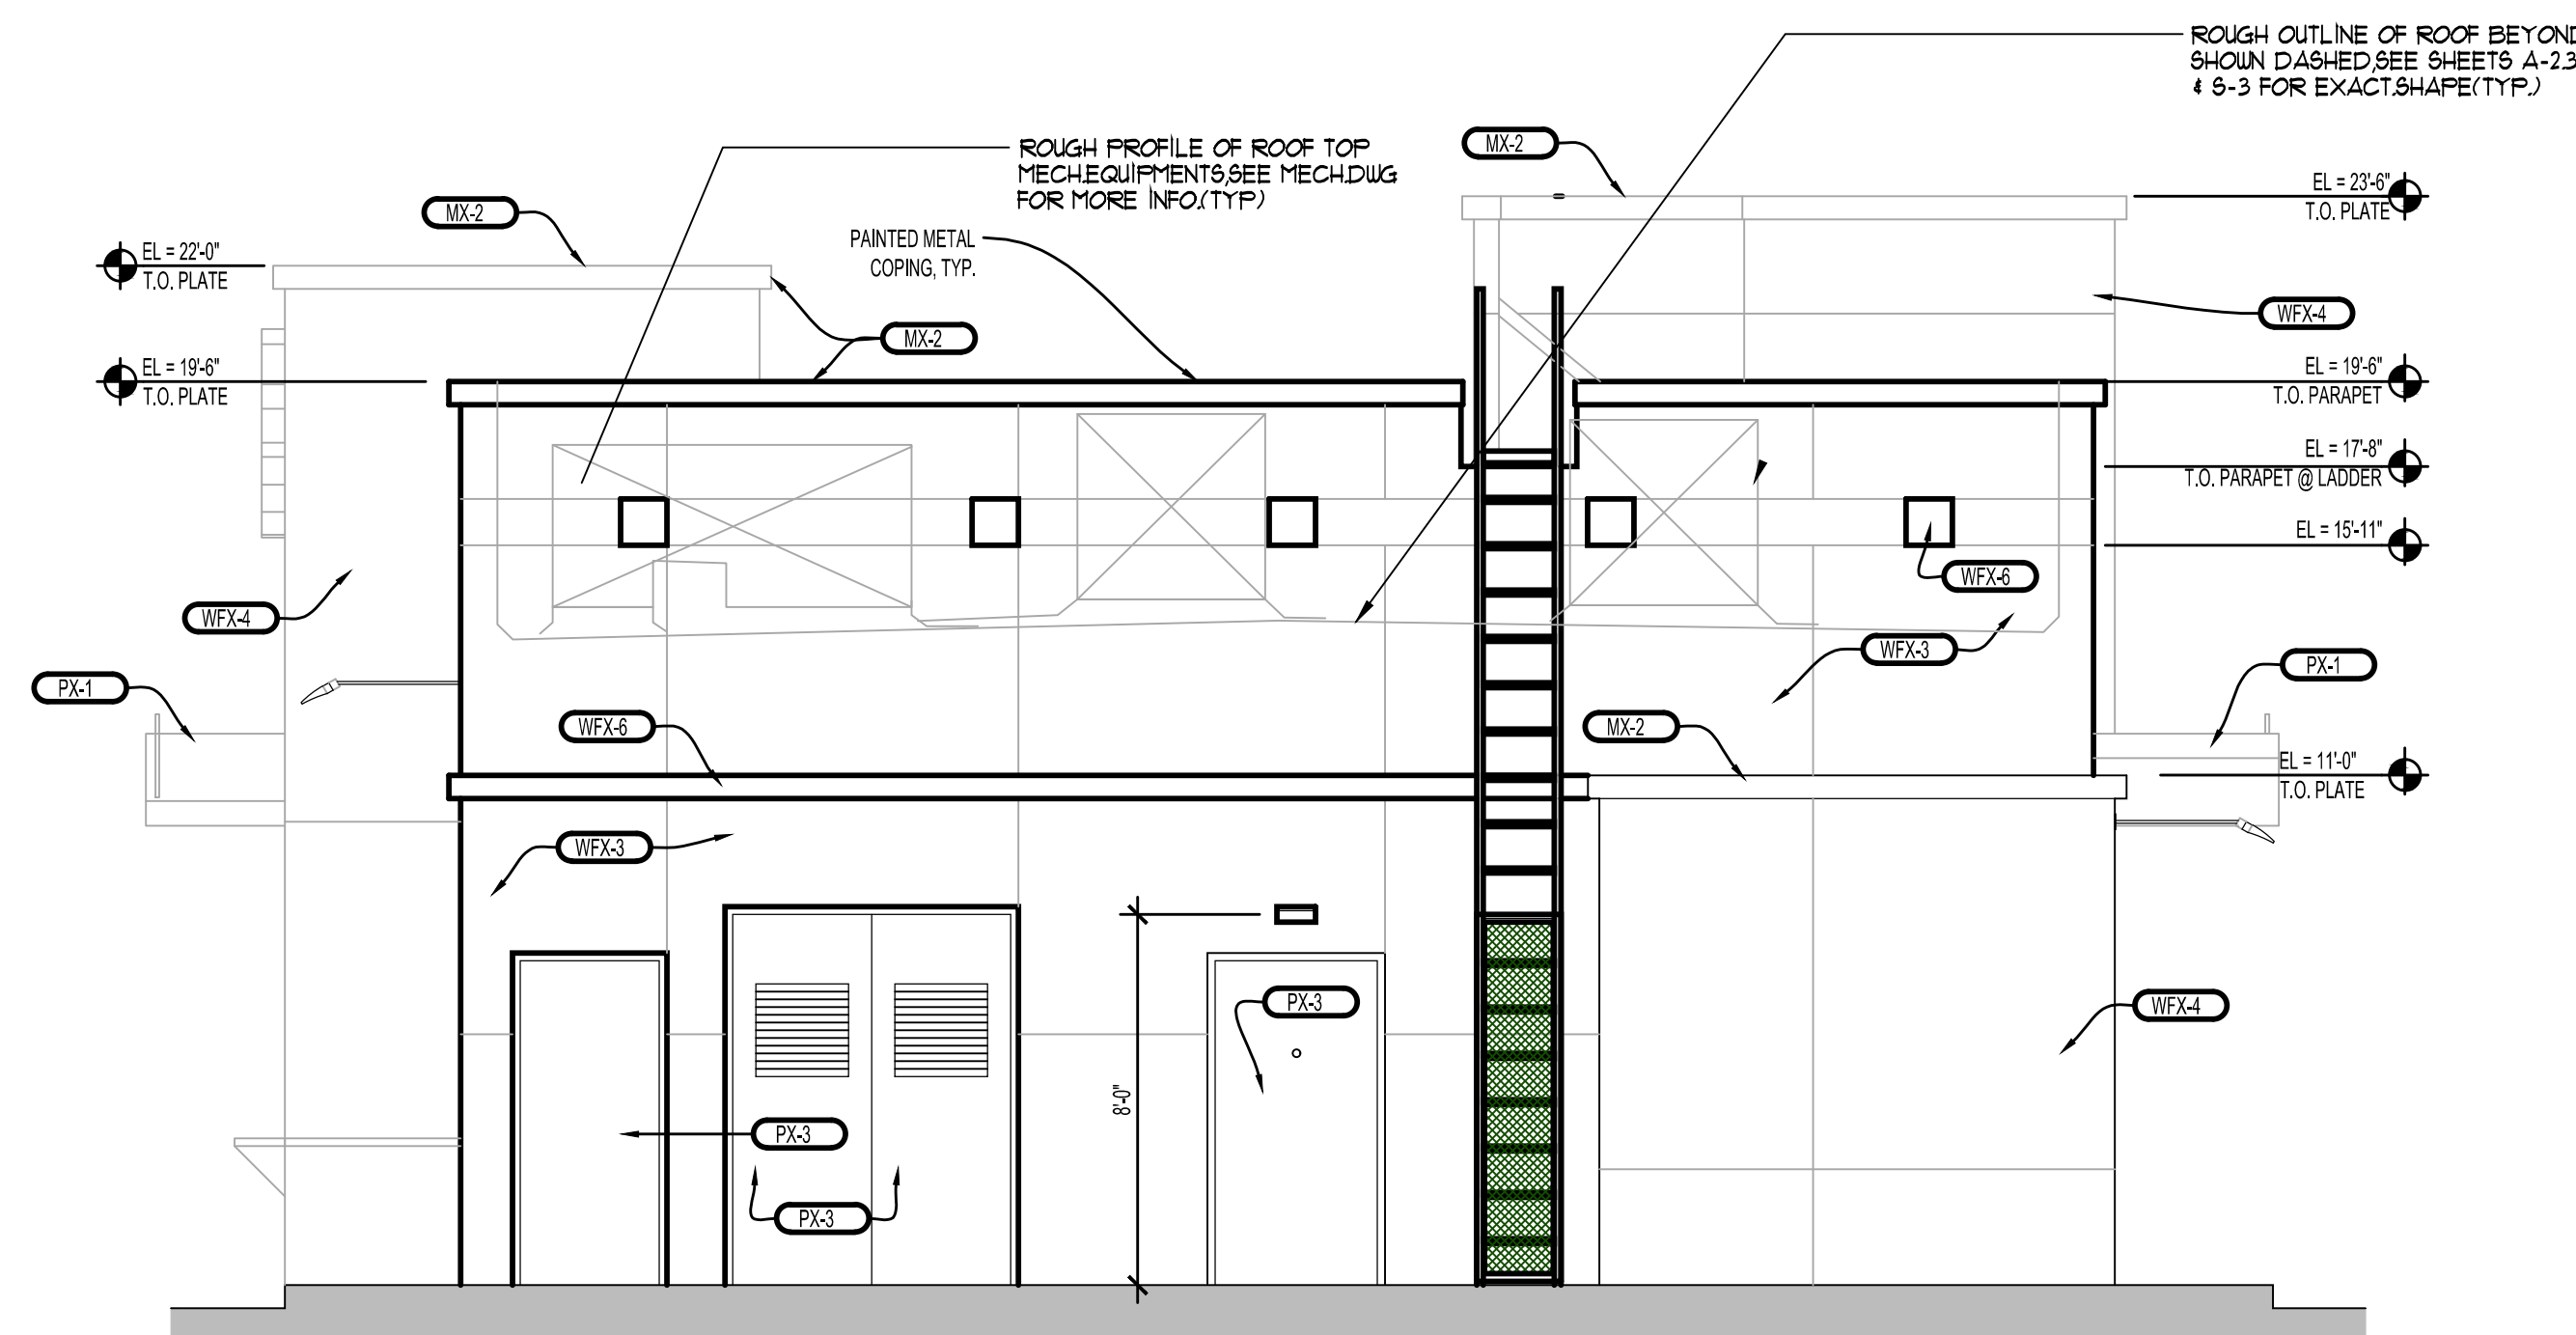 ROUGH OUTLINE OF ROOF BEYOND
SHOWN DASHED,SEE SHEETS A-2.3
& S-3 FOR EXACT.SHAPE(TYP.)
MX-2
ROUGH PROFILE OF ROOF TOP
MECH.EQUIPMENTS,SEE MECH.DWG
FOR MORE INFO.(TYP)
EL = 23'-6"
T.O. PLATE
MX-2
PAINTED METAL
COPING, TYP.
EL = 22'-0"
T.O. PLATE
WFX-4
MX-2
EL = 19'-6"
T.O. PLATE
EL = 19'-6"
T.O. PARAPET
EL = 17'-8"
T.O. PARAPET @ LADDER
EL = 15'-11"
WFX-6
WFX-4
WFX-3
PX-1
PX-1
WFX-6
MX-2
EL = 11'-0"
T.O. PLATE
WFX-3
PX-3
WFX-4
8'-0"
PX-3
PX-3